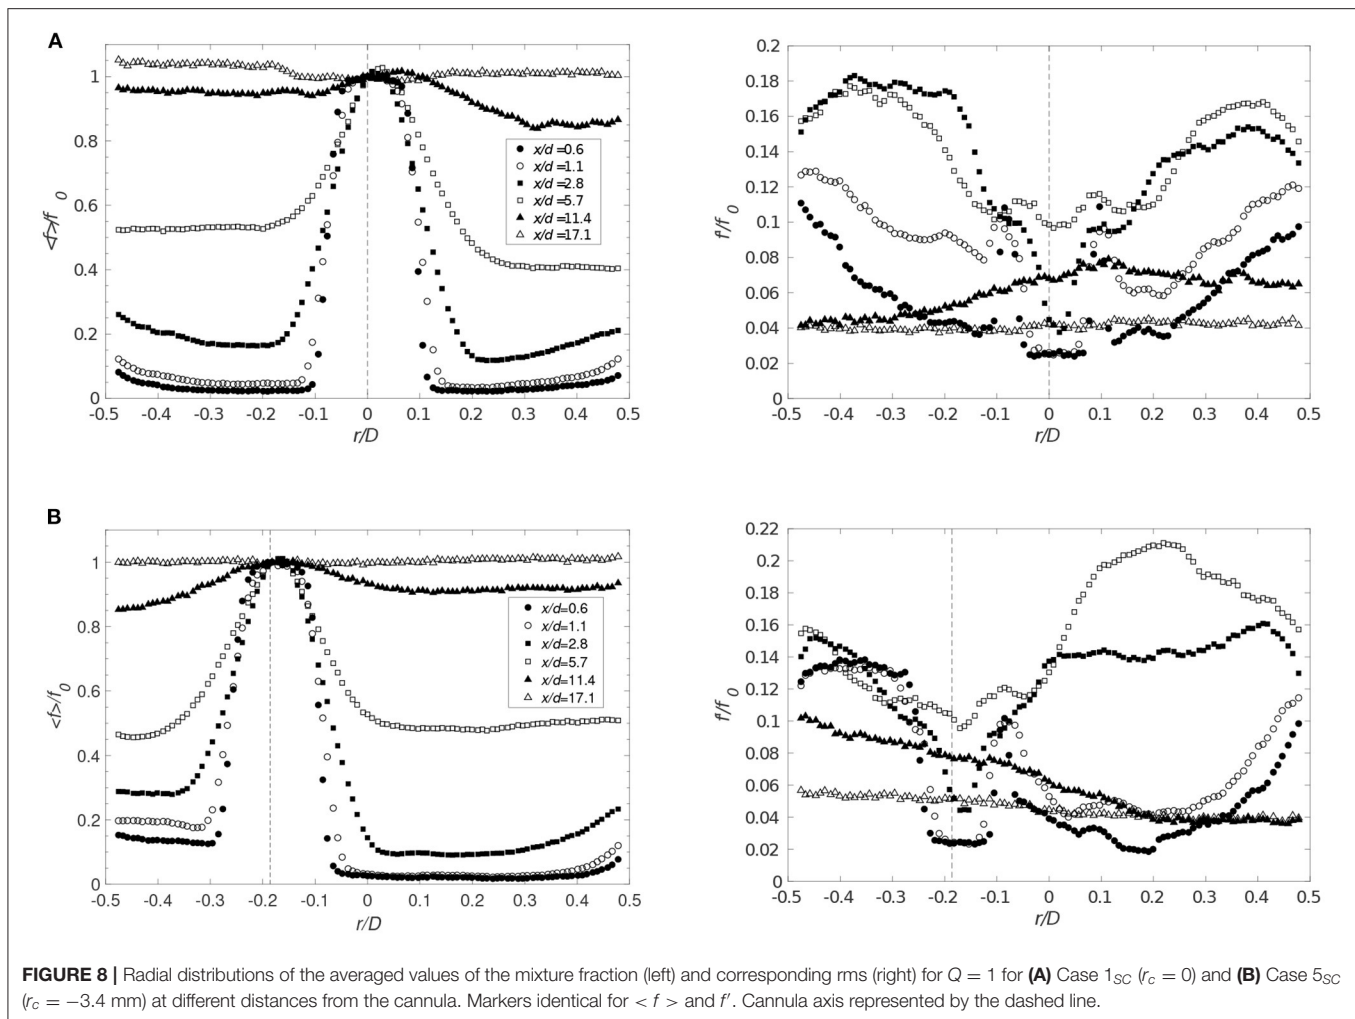 A
<f>/f0
1
0.8
0.6
0.4
0.2
0
x/d=0.6
x/d=1.1
x/d=2.8
x/d=5.7
x/d=11.4
x/d=17.1
-0.5 -0.4 -0.3 -0.2 -0.1 0 0.1 0.2 0.3 0.4 0.5
r/D
f'/f0
0.2
0.18
0.16
0.14
0.12
0.1
0.08
0.06
0.04
0.02
0
-0.5 -0.4 -0.3 -0.2 -0.1 0 0.1 0.2 0.3 0.4 0.5
r/D
B
<f>/f0
1
0.8
0.6
0.4
0.2
0
x/d=0.6
x/d=1.1
x/d=2.8
x/d=5.7
x/d=11.4
x/d=17.1
-0.5 -0.4 -0.3 -0.2 -0.1 0 0.1 0.2 0.3 0.4 0.5
r/D
f'/f0
0.22
0.2
0.18
0.16
0.14
0.12
0.1
0.08
0.06
0.04
0.02
0
-0.5 -0.4 -0.3 -0.2 -0.1 0 0.1 0.2 0.3 0.4 0.5
r/D
FIGURE 8 | Radial distributions of the averaged values of the mixture fraction (left) and corresponding rms (right) for Q = 1 for (A) Case 1SC (rc = 0) and (B) Case 5SC
(rc = −3.4 mm) at different distances from the cannula. Markers identical for < f > and f′. Cannula axis represented by the dashed line.